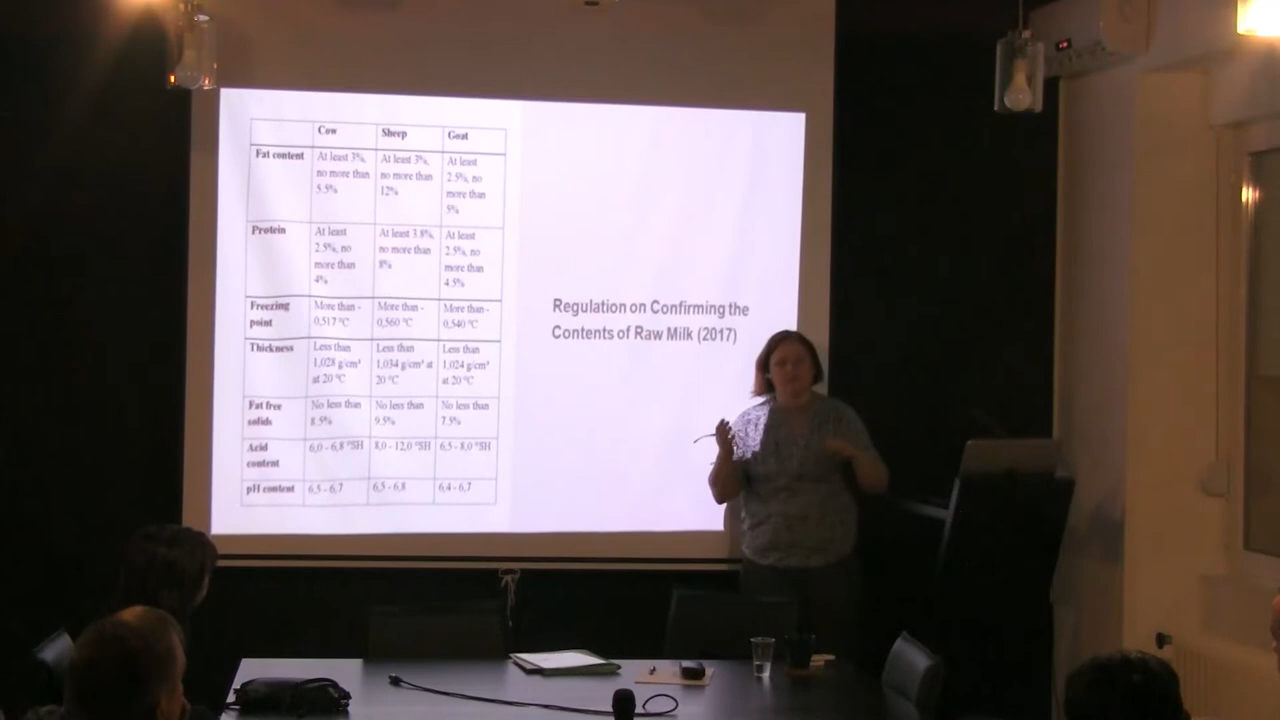 Cow Sheep Goat
Fat content At least 3%, no more than 5.5% At least 3%, no more than 12% At least 2.5%, no more than 5%
Protein At least 2.5%, no more than 4% At least 3.8%, no more than 8% At least 2.5%, no more than 4.5%
Freezing point More than -0,517 °C More than -0,560 °C More than -0,540 °C
Thickness Less than 1,028 g/cm³ at 20 °C Less than 1,034 g/cm³ at 20 °C Less than 1,024 g/cm³ at 20 °C
Fat free solids No less than 8.5% No less than 9.5% No less than 7.5%
Acid content 6,0 - 6,8 °SH 8,0 - 12,0 °SH 6,5 - 8,0 °SH
pH content 6,5 - 6,7 6,5 - 6,8 6,4 - 6,7
Regulation on Confirming the
Contents of Raw Milk (2017)